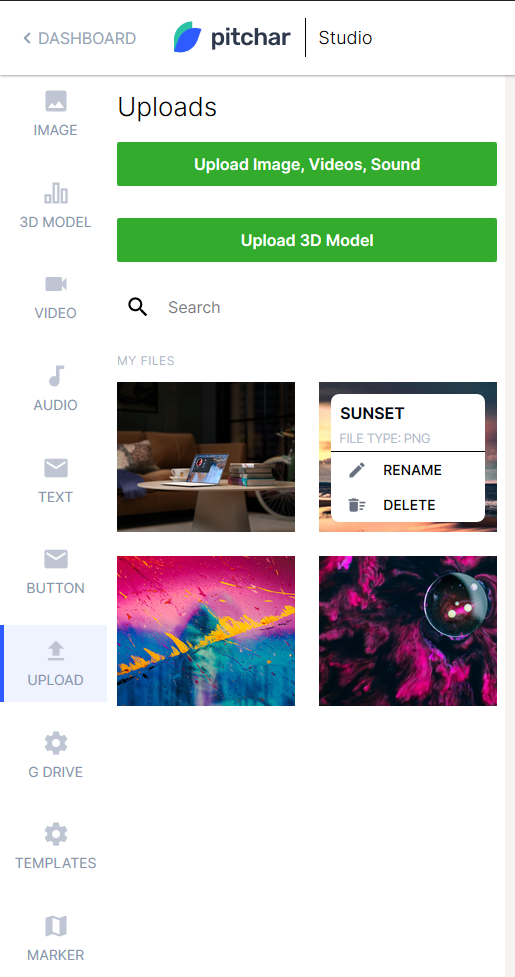 DASHBOARD
pitchar
Studio
IMAGE
3D MODEL
VIDEO
AUDIO
TEXT
BUTTON
UPLOAD
G DRIVE
TEMPLATES
MARKER
Uploads
Upload Image, Videos, Sound
Upload 3D Model
Search
MY FILES
SUNSET
FILE TYPE: PNG
RENAME
DELETE